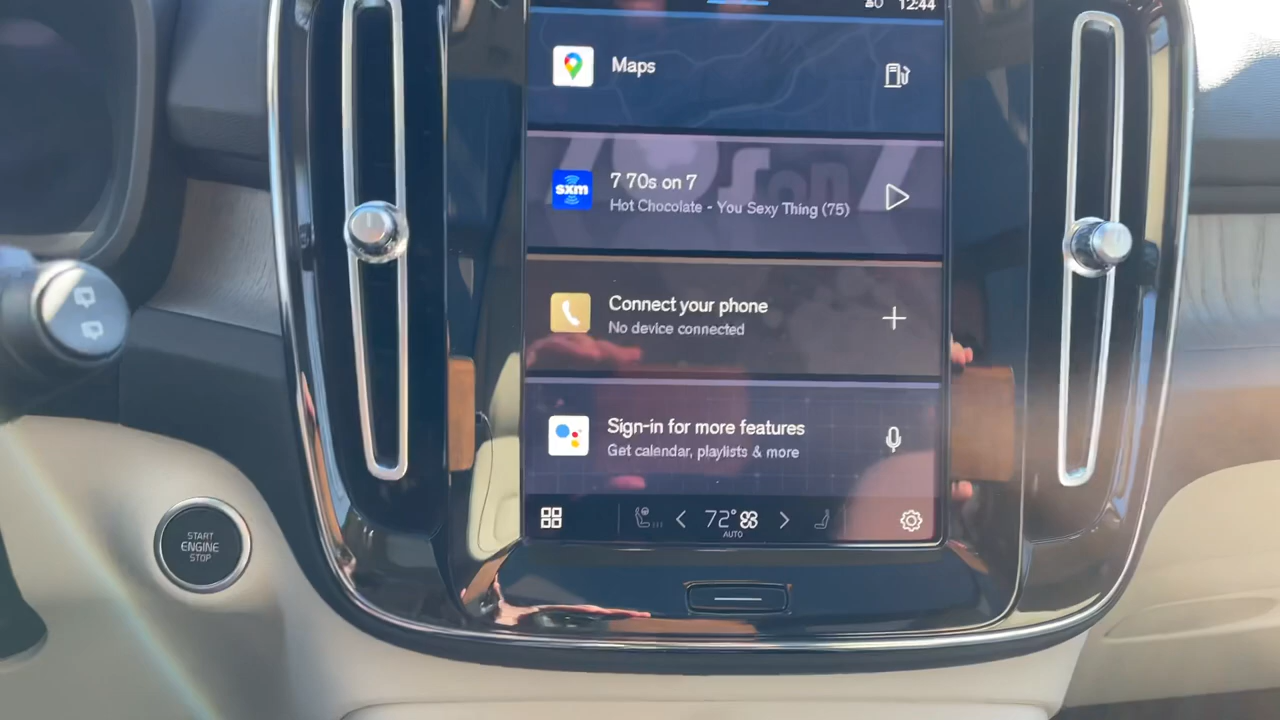 12:44
Maps
sxm
7 70s on 7
Hot Chocolate - You Sexy Thing (75)
Connect your phone
No device connected
Sign-in for more features
Get calendar, playlists & more
72°
AUTO
START
ENGINE
STOP